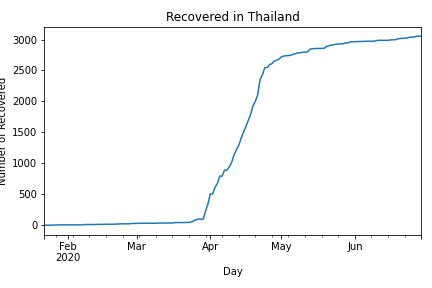 Recovered in Thailand
Number of Recovered
3000
2500
2000
1500
1000
500
0
Feb
2020
Mar
Apr
May
Jun
Day